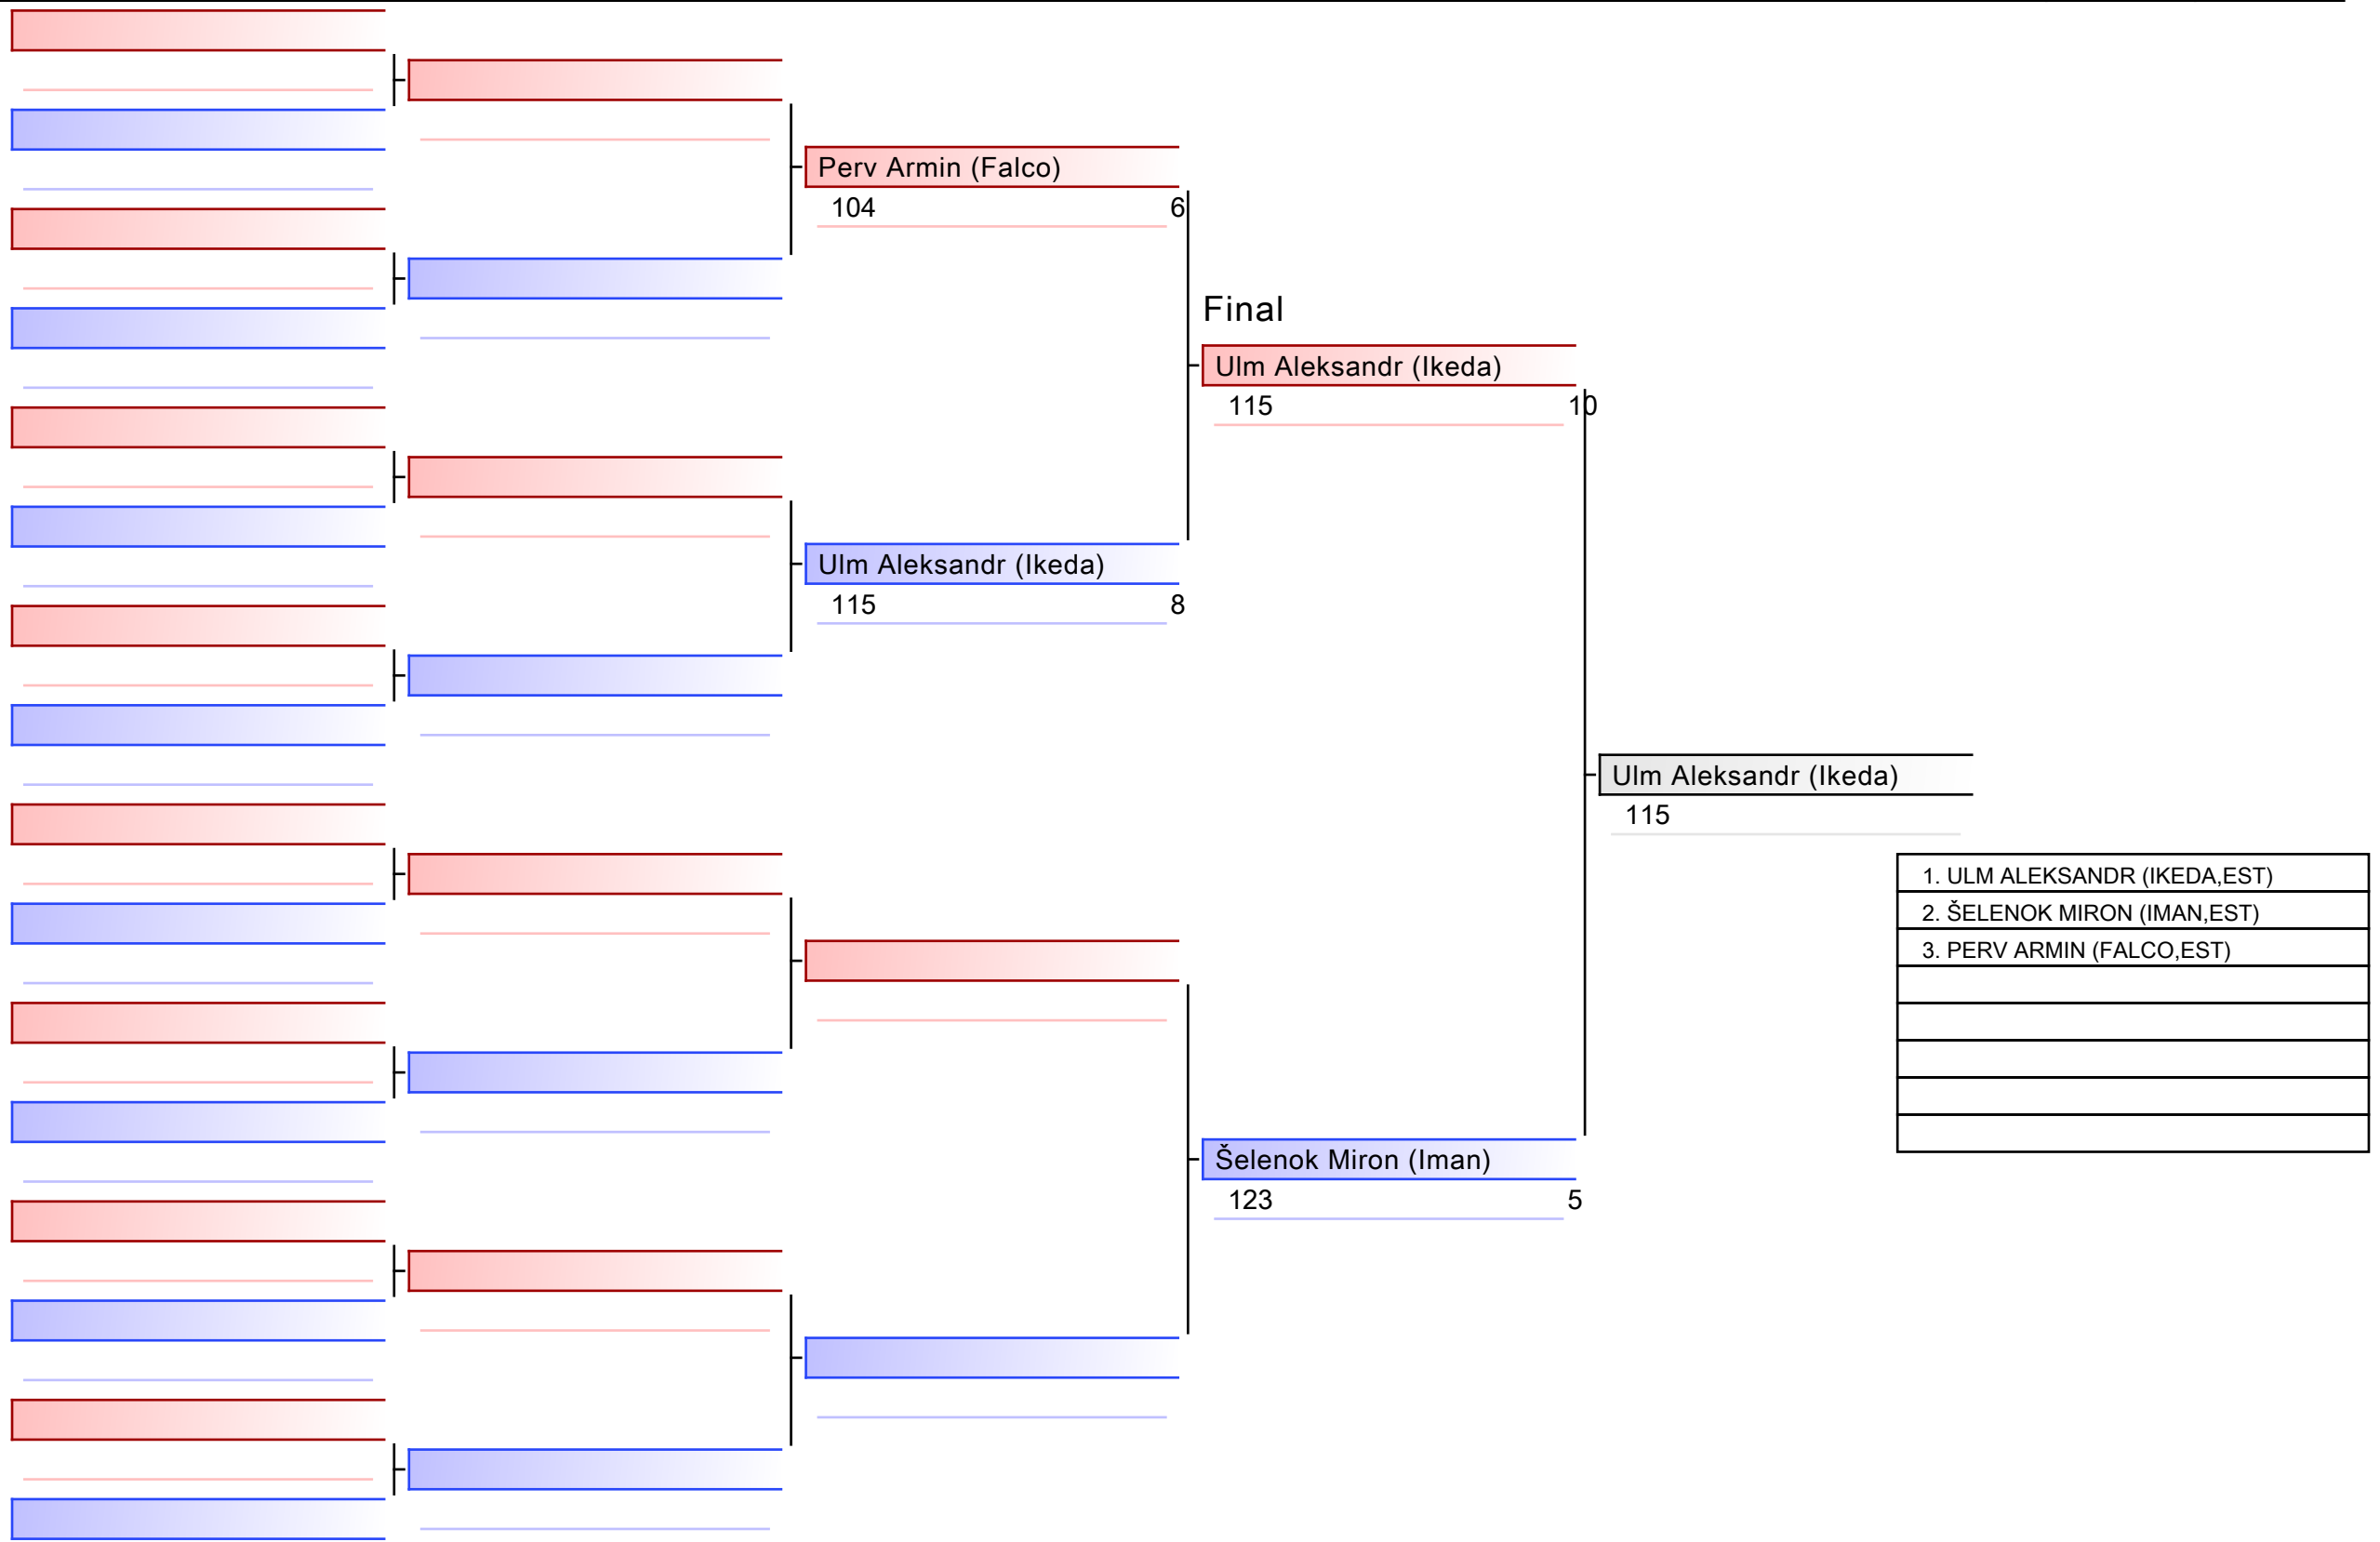 Perv Armin (Falco)
104 6
Final
Ulm Aleksandr (Ikeda)
115 10
Ulm Aleksandr (Ikeda)
115 8
Ulm Aleksandr (Ikeda)
115
1. ULM ALEKSANDR (IKEDA,EST)
2. ŠELENOK MIRON (IMAN,EST)
3. PERV ARMIN (FALCO,EST)
Šelenok Miron (Iman)
123 5